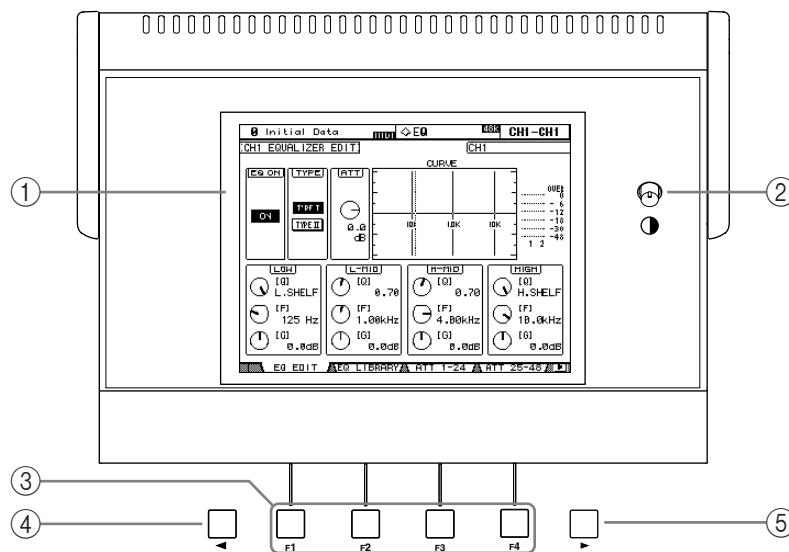 0 Initial Data
EQ
48k
CH1-CH1
CH1 EQUALIZER EDIT
CH1
CURVE
EQ ON
TYPE
ATT
ON
TYPE I
TYPE II
0.0
dB
100
1.0K
10K
OVER
0
- 6
-12
-18
-30
-48
1 2
LOW
L-MID
H-MID
HIGH
[Q]
L.SHELF
[Q]
0.70
[Q]
0.70
[Q]
H.SHELF
[F]
125 Hz
[F]
1.00kHz
[F]
4.00kHz
[F]
10.0kHz
[G]
0.0dB
[G]
0.0dB
[G]
0.0dB
[G]
0.0dB
EQ EDIT
EQ LIBRARY
ATT 1-24
ATT 25-48
1
2
3
4
5
F1
F2
F3
F4